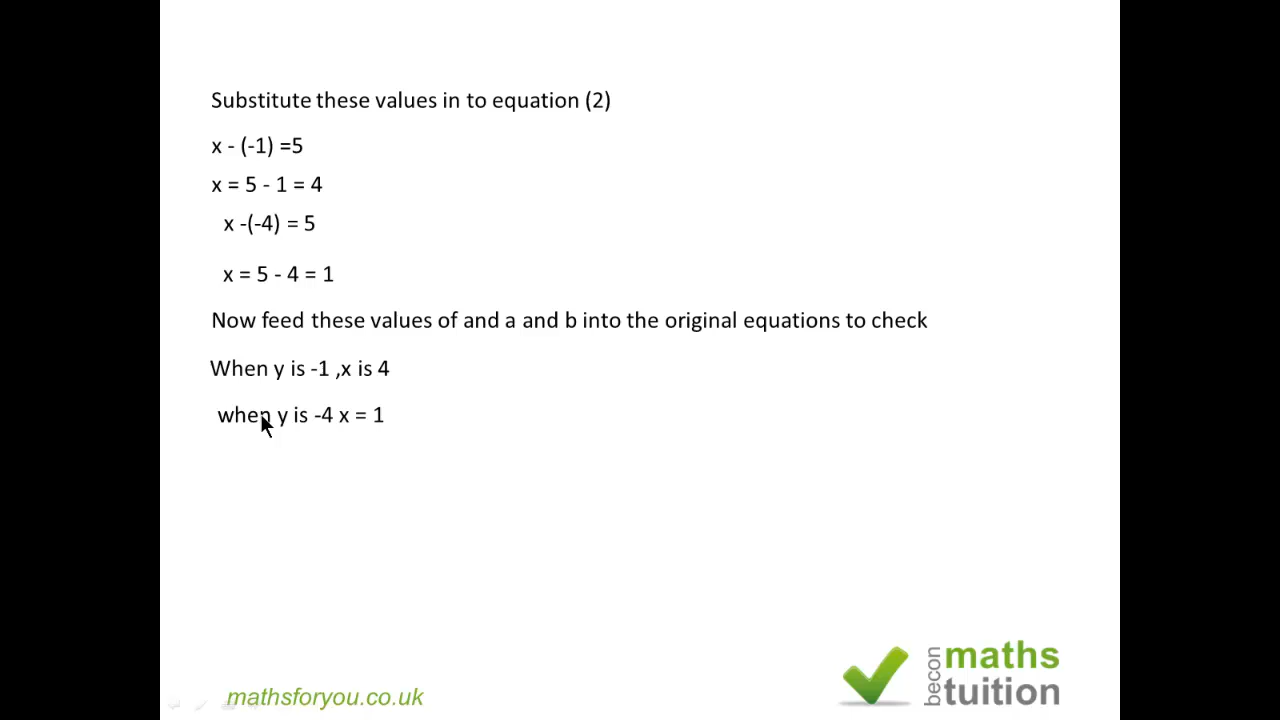 Substitute these values in to equation (2)
x - (-1) =5
x = 5 - 1 = 4
x -(-4) = 5
x = 5 - 4 = 1
Now feed these values of and a and b into the original equations to check
When y is -1 ,x is 4
when y is -4 x = 1
mathsforyou.co.uk
becon
maths
tuition